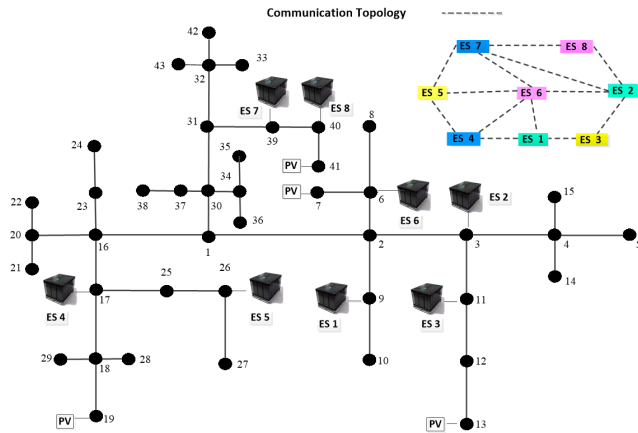 Communication Topology
ES 7
ES 8
ES 5
ES 6
ES 2
ES 4
ES 1
ES 3
42
43
32
33
ES 7
ES 8
31
39
40
8
24
35
PV
41
34
PV
7
6
ES 2
15
22
23
38
37
30
36
ES 6
20
16
1
2
3
4
5
21
25
26
14
ES 4
17
ES 5
ES 1
9
ES 3
11
29
18
28
27
10
12
PV
19
PV
13